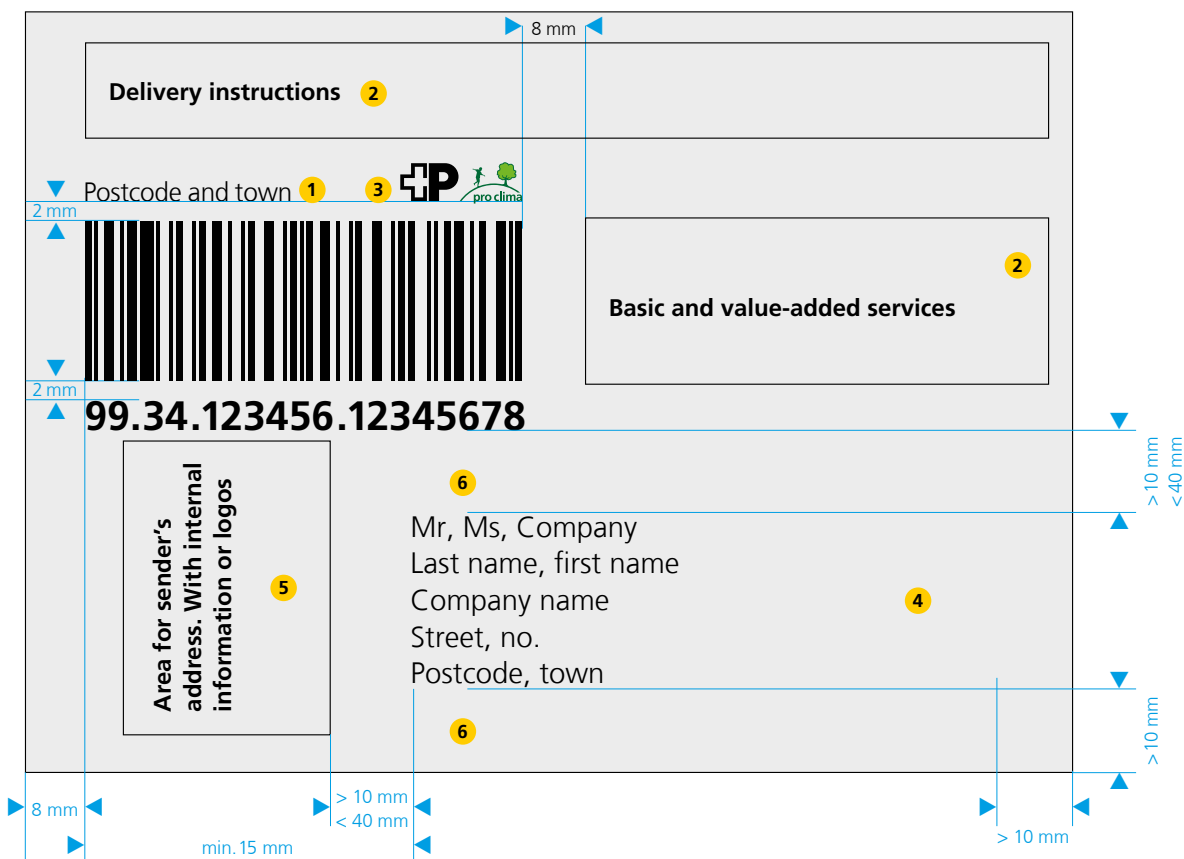 8 mm
Delivery instructions 2
Postcode and town 1 3 P pro clima
2 mm
2
Basic and value-added services
2 mm
99.34.123456.12345678
> 10 mm
< 40 mm
Area for sender's
address. With internal
information or logos
5
6
Mr, Ms, Company
Last name, first name
Company name
Street, no.
Postcode, town
4
6
> 10 mm
8 mm
> 10 mm
< 40 mm
min. 15 mm
> 10 mm